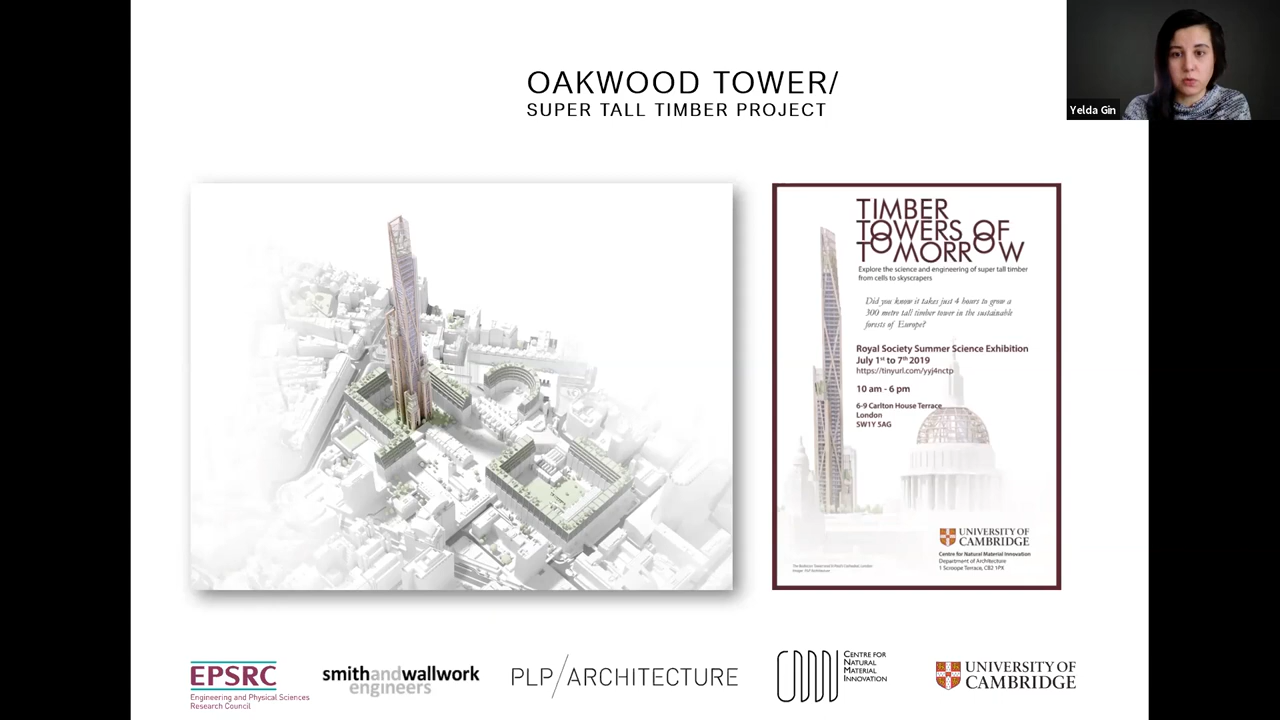 OAKWOOD TOWER/
SUPER TALL TIMBER PROJECT
Yelda Gin
TIMBER
TOWERS OF
TOMORROW
Explore the science and engineering of super tall timber
from cells to skyscrapers
Did you know it takes just 4 hours to grow a
300 metre tall timber tower in the sustainable
forests of Europe?
Royal Society Summer Science Exhibition
July 1st to 7th 2019
https://tinyurl.com/yyj4nctp
10 am - 6 pm
6-9 Carlton House Terrace
London
SW1Y 5AG
UNIVERSITY OF
CAMBRIDGE
Centre for Natural Material Innovation
Department of Architecture
1 Scroope Terrace, CB2 1PX
EPSRC
Engineering and Physical Sciences
Research Council
smithandwallwork
engineers
PLP/ARCHITECTURE
CENTRE FOR
NATURAL
MATERIAL
INNOVATION
UNIVERSITY OF
CAMBRIDGE